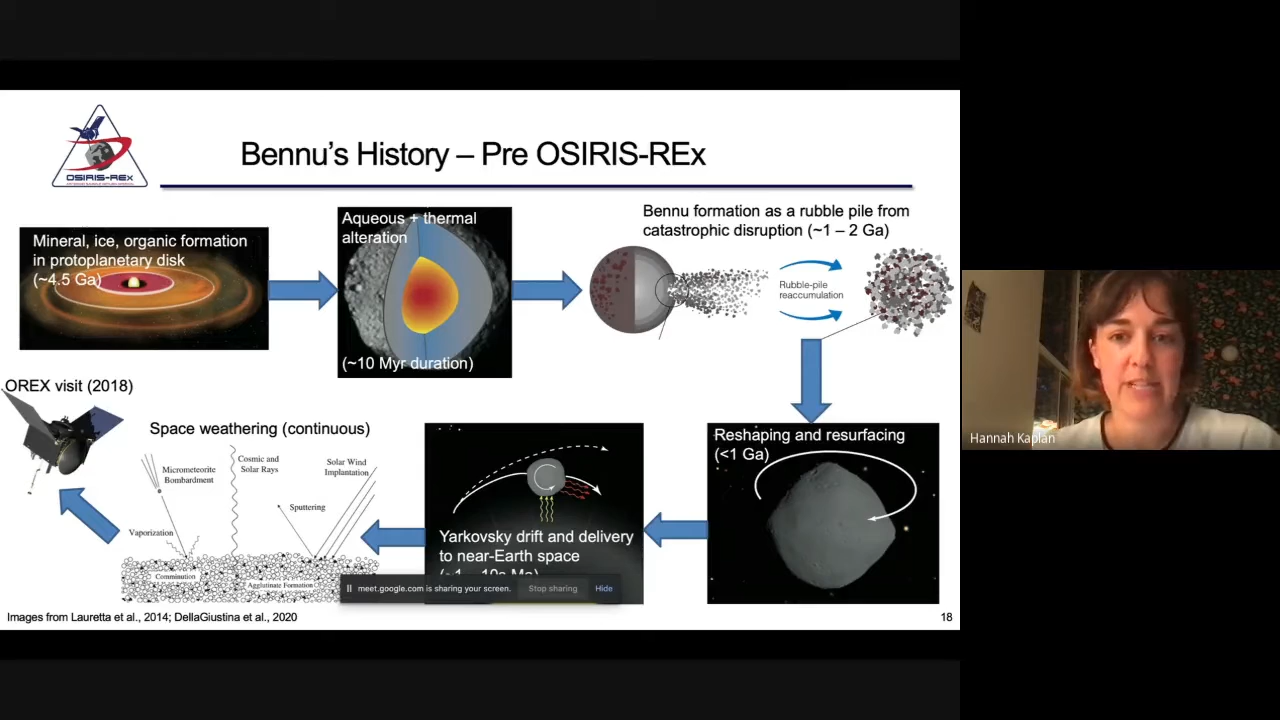 OSIRIS-REx
Bennu's History – Pre OSIRIS-REx
Mineral, ice, organic formation
in protoplanetary disk
(~4.5 Ga)
Aqueous + thermal
alteration
(~10 Myr duration)
Bennu formation as a rubble pile from
catastrophic disruption (~1 – 2 Ga)
Rubble-pile
reaccumulation
Reshaping and resurfacing
(<1 Ga)
Yarkovsky drift and delivery
to near-Earth space
Space weathering (continuous)
Micrometeorite
Bombardment
Cosmic and
Solar Rays
Solar Wind
Implantation
Sputtering
Vaporization
Comminution
Agglutinate Formation
OREX visit (2018)
meet.google.com is sharing your screen.
Stop sharing
Hide
Images from Lauretta et al., 2014; DellaGiustina et al., 2020
18
Hannah Kaplan